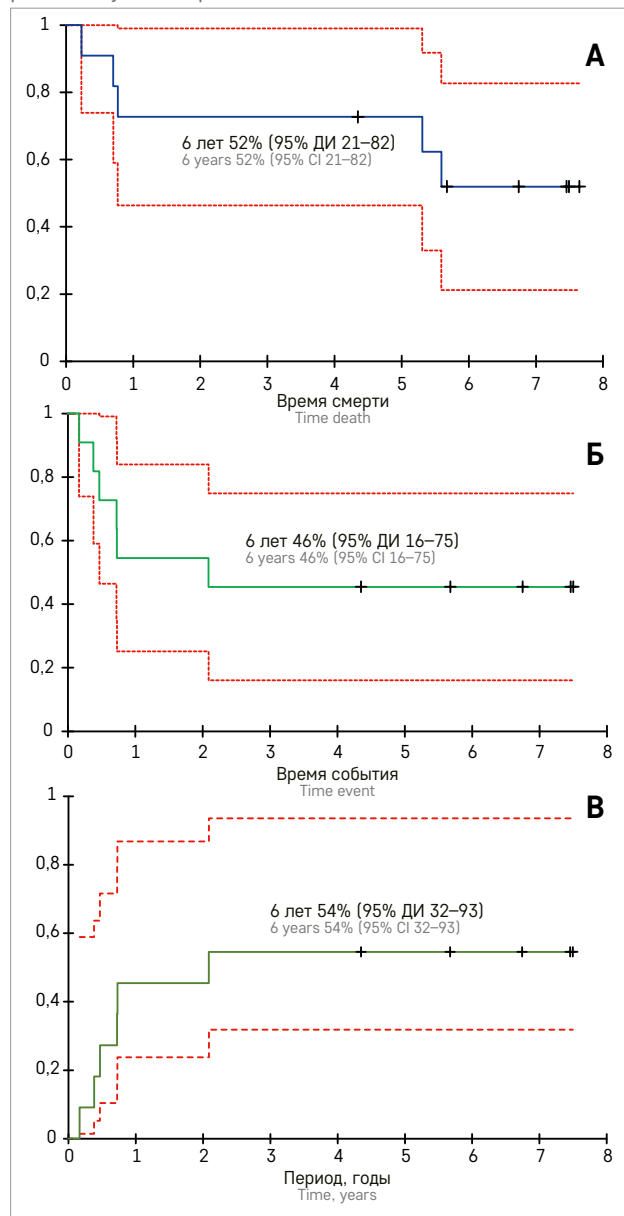 1
А
0,8
6 лет 52% (95% ДИ 21–82)
6 years 52% (95% CI 21–82)
0,6
0,4
0,2
0
0 1 2 3 4 5 6 7 8
Время смерти
Time death
1
Б
0,8
6 лет 46% (95% ДИ 16–75)
6 years 46% (95% CI 16–75)
0,6
0,4
0,2
0
0 1 2 3 4 5 6 7 8
Время события
Time event
1
В
0,8
6 лет 54% (95% ДИ 32–93)
6 years 54% (95% CI 32–93)
0,6
0,4
0,2
0
0 1 2 3 4 5 6 7 8
Период, годы
Time, years